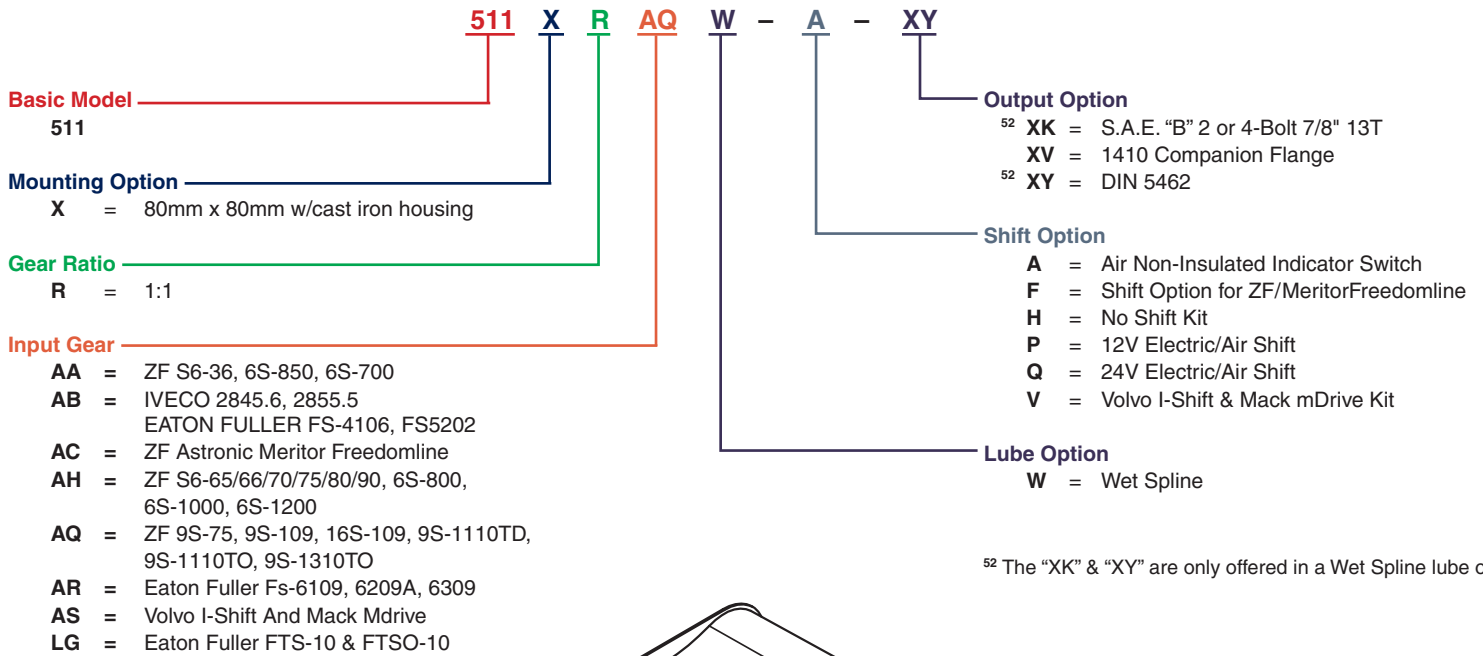 511 X R AQ W – A – XY
Basic Model
511
Mounting Option
X = 80mm x 80mm w/cast iron housing
Gear Ratio
R = 1:1
Input Gear
AA = ZF S6-36, 6S-850, 6S-700
AB = IVECO 2845.6, 2855.5
EATON FULLER FS-4106, FS5202
AC = ZF Astronic Meritor Freedomline
AH = ZF S6-65/66/70/75/80/90, 6S-800,
6S-1000, 6S-1200
AQ = ZF 9S-75, 9S-109, 16S-109, 9S-1110TD,
9S-1110TO, 9S-1310TO
AR = Eaton Fuller Fs-6109, 6209A, 6309
AS = Volvo I-Shift And Mack Mdrive
LG = Eaton Fuller FTS-10 & FTSO-10
Output Option
52 XK = S.A.E. “B” 2 or 4-Bolt 7/8" 13T
XV = 1410 Companion Flange
52 XY = DIN 5462
Shift Option
A = Air Non-Insulated Indicator Switch
F = Shift Option for ZF/MeritorFreedomline
H = No Shift Kit
P = 12V Electric/Air Shift
Q = 24V Electric/Air Shift
V = Volvo I-Shift & Mack mDrive Kit
Lube Option
W = Wet Spline
52 The “XK” & “XY” are only offered in a Wet Spline lube